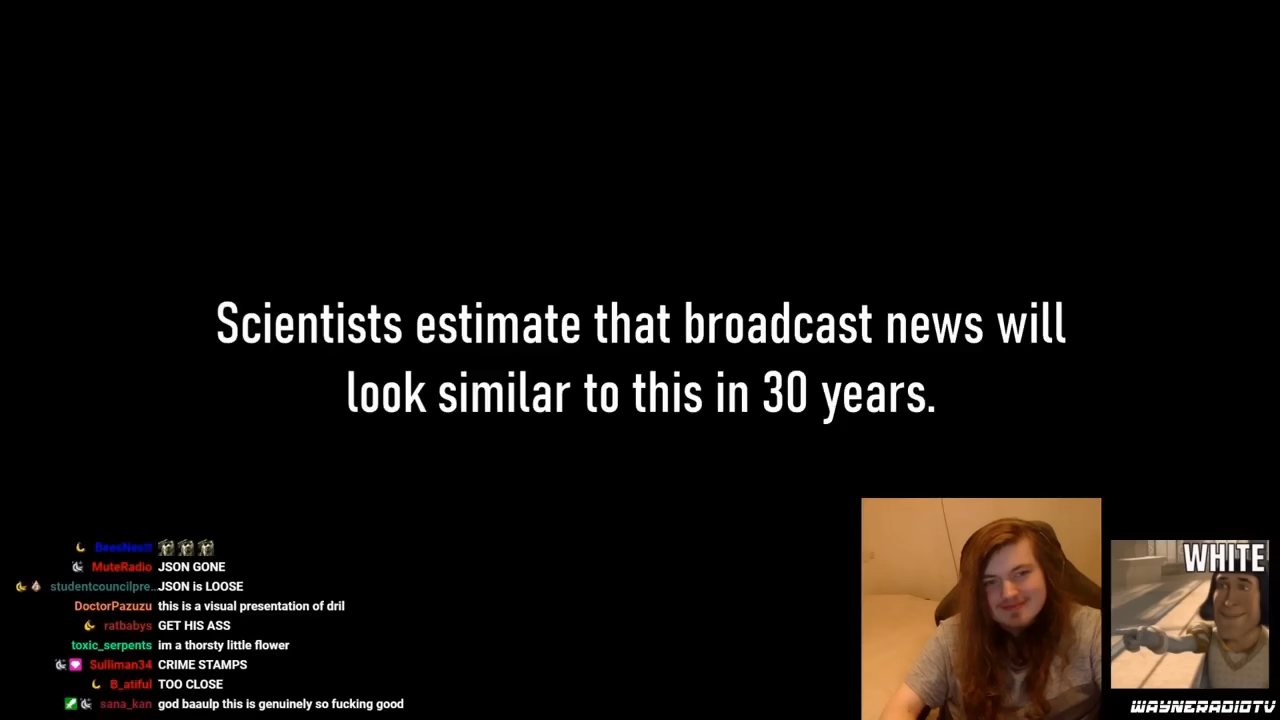 Scientists estimate that broadcast news will
look similar to this in 30 years.
BeesNestt
MuteRadio JSON GONE
studentcouncilpre... JSON is LOOSE
DoctorPazuzu this is a visual presentation of dril
ratbabys GET HIS ASS
toxic_serpents im a thorsty little flower
Sulliman34 CRIME STAMPS
B_atiful TOO CLOSE
sana_kan god baaulp this is genuinely so fucking good
WHITE
WAYNERADIOTV